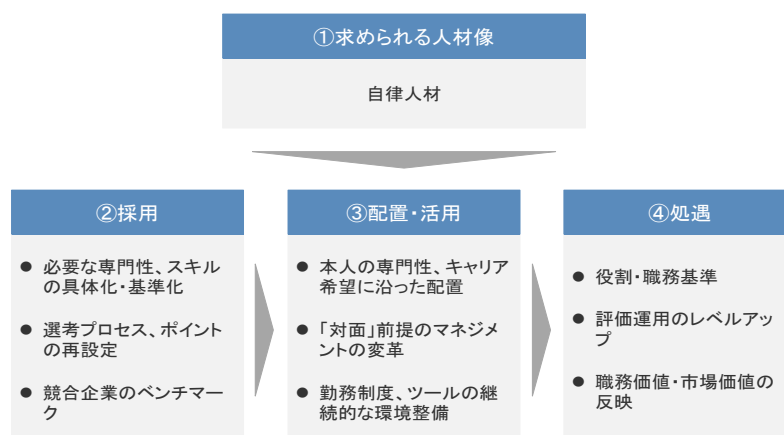 ①求められる人材像
自律人材
②採用
● 必要な専門性、スキル
の具体化・基準化
● 選考プロセス、ポイント
の再設定
● 競合企業のベンチマー
ク
③配置・活用
● 本人の専門性、キャリア
希望に沿った配置
● 「対面」前提のマネジメ
ントの変革
● 勤務制度、ツールの継
続的な環境整備
④処遇
● 役割・職務基準
● 評価運用のレベルアッ
プ
● 職務価値・市場価値の
反映